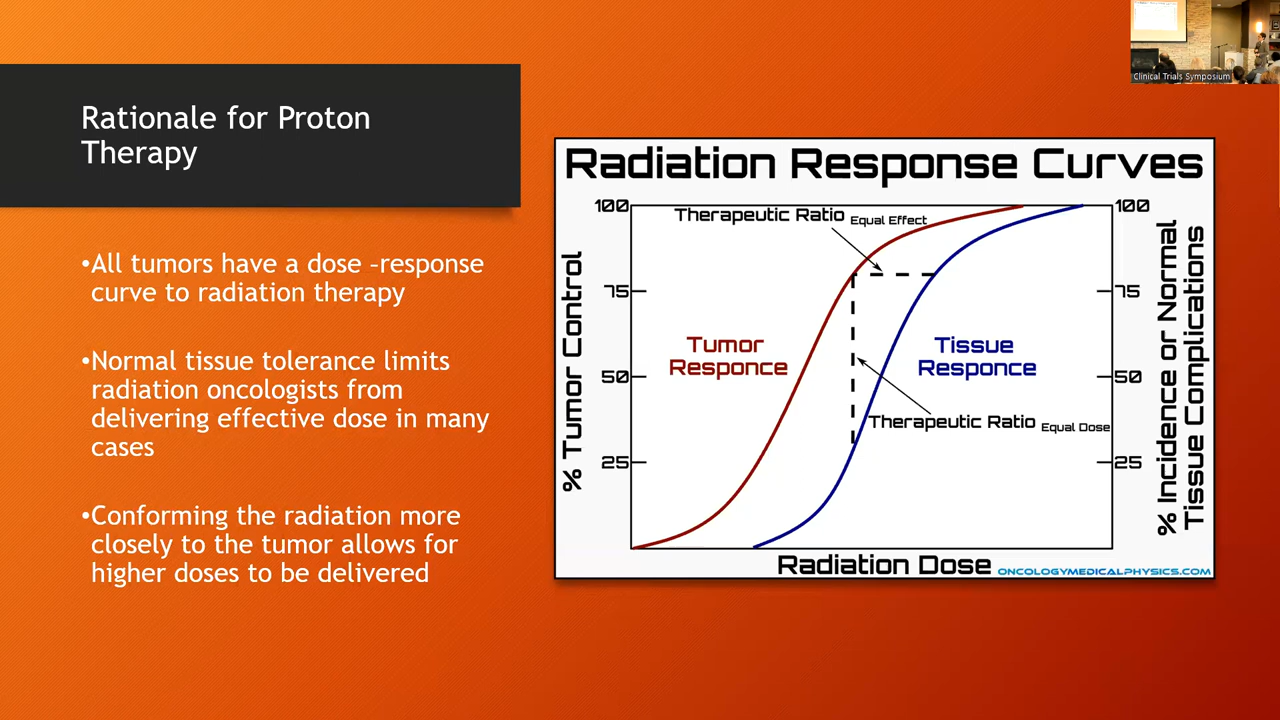 Clinical Trials Symposium
Rationale for Proton
Therapy
•All tumors have a dose –response
curve to radiation therapy
•Normal tissue tolerance limits
radiation oncologists from
delivering effective dose in many
cases
•Conforming the radiation more
closely to the tumor allows for
higher doses to be delivered
Radiation Response Curves
100
75
50
25
% Tumor Control
Therapeutic Ratio Equal Effect
Tumor
Responce
Tissue
Responce
Therapeutic Ratio Equal Dose
100
75
50
25
% Incidence or Normal
Tissue Complications
Radiation Dose
ONCOLOGYMEDICALPHYSICS.COM